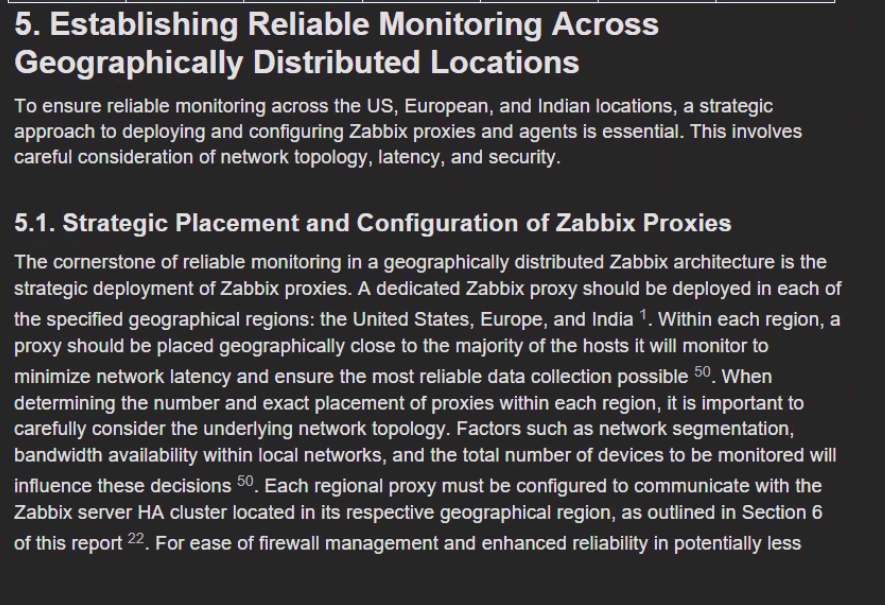 5. Establishing Reliable Monitoring Across
Geographically Distributed Locations
To ensure reliable monitoring across the US, European, and Indian locations, a strategic
approach to deploying and configuring Zabbix proxies and agents is essential. This involves
careful consideration of network topology, latency, and security.
5.1. Strategic Placement and Configuration of Zabbix Proxies
The cornerstone of reliable monitoring in a geographically distributed Zabbix architecture is the
strategic deployment of Zabbix proxies. A dedicated Zabbix proxy should be deployed in each of
the specified geographical regions: the United States, Europe, and India 1. Within each region, a
proxy should be placed geographically close to the majority of the hosts it will monitor to
minimize network latency and ensure the most reliable data collection possible 50. When
determining the number and exact placement of proxies within each region, it is important to
carefully consider the underlying network topology. Factors such as network segmentation,
bandwidth availability within local networks, and the total number of devices to be monitored will
influence these decisions 50. Each regional proxy must be configured to communicate with the
Zabbix server HA cluster located in its respective geographical region, as outlined in Section 6
of this report 22. For ease of firewall management and enhanced reliability in potentially less